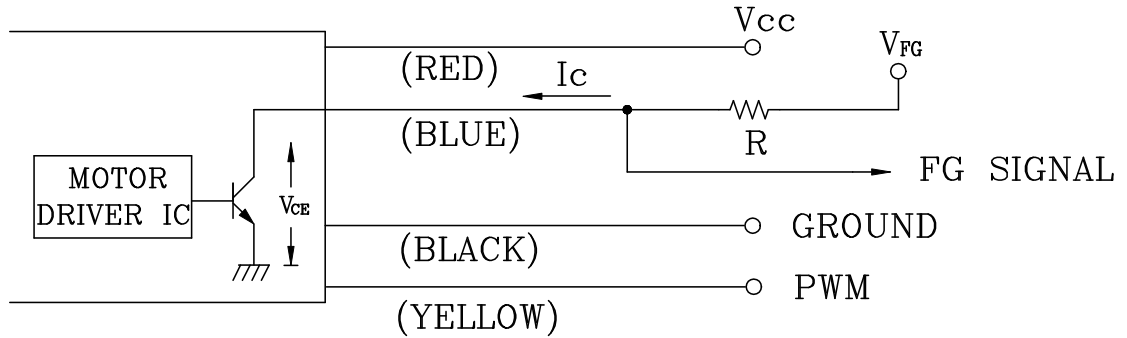 Vcc
VFG
(RED)
Ic
(BLUE)
R
FG SIGNAL
MOTOR
DRIVER IC
VCE
GROUND
(BLACK)
PWM
(YELLOW)